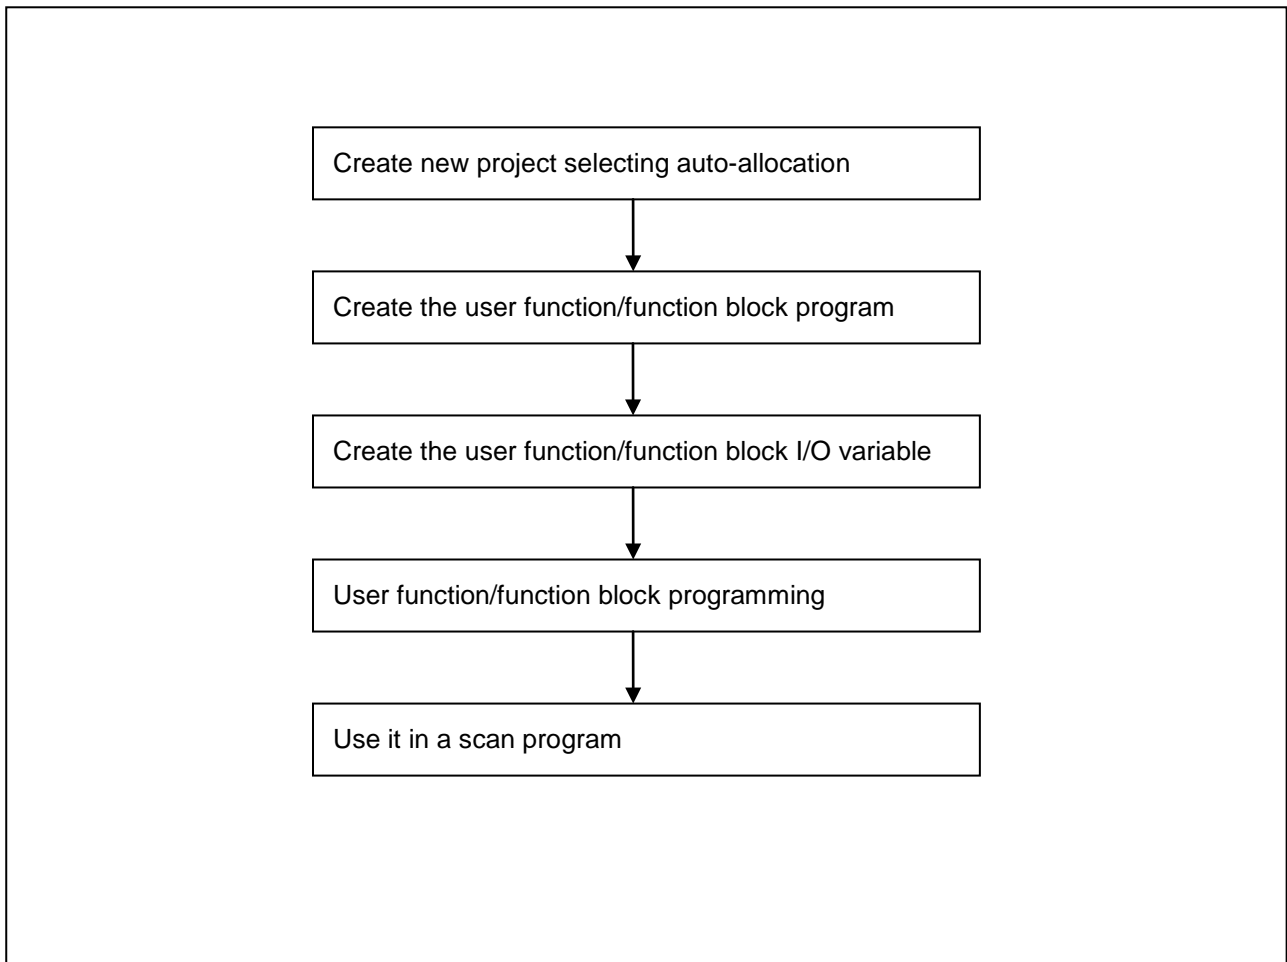 Create new project selecting auto-allocation
Create the user function/function block program
Create the user function/function block I/O variable
User function/function block programming
Use it in a scan program